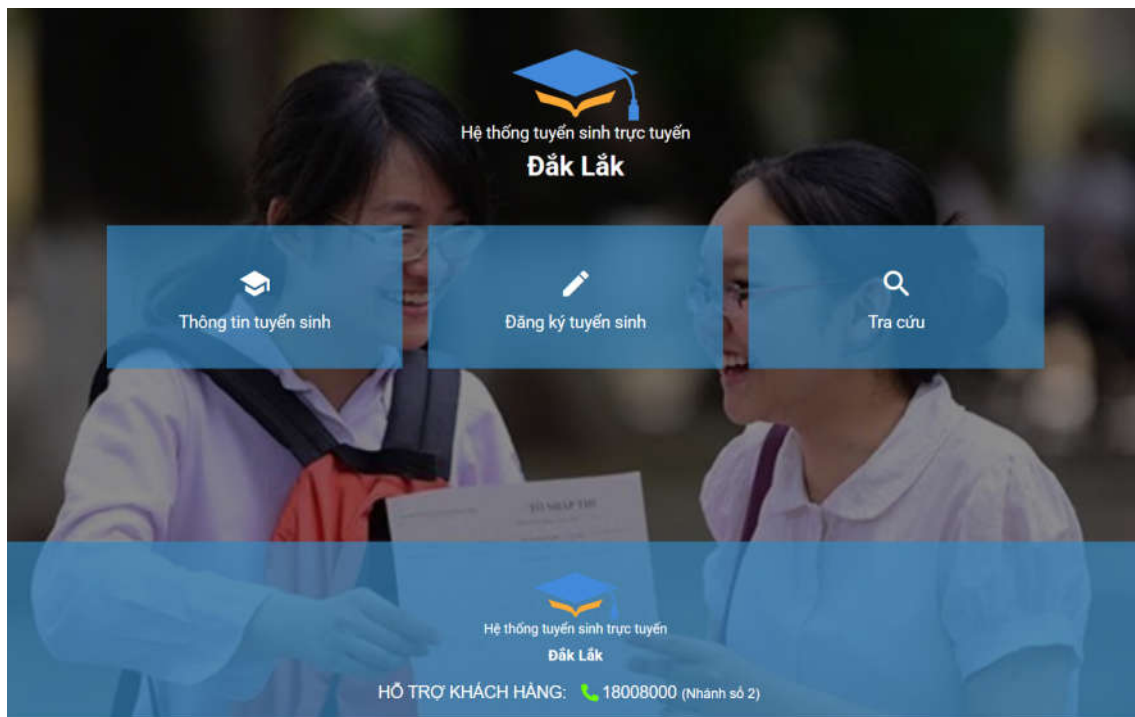 Hệ thống tuyển sinh trực tuyến
Đắk Lắk
Thông tin tuyển sinh
Đăng ký tuyển sinh
Tra cứu
Hệ thống tuyển sinh trực tuyến
Đắk Lắk
HỖ TRỢ KHÁCH HÀNG: 18008000 (Nhánh số 2)